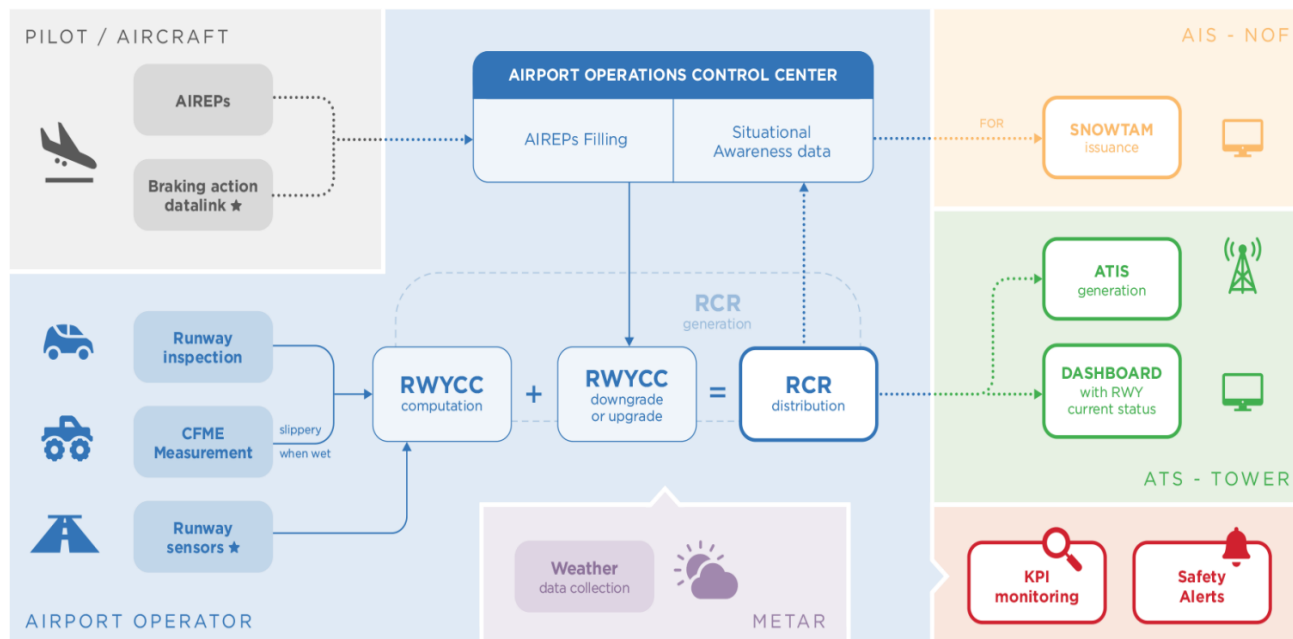 PILOT / AIRCRAFT
AIREPs
Braking action
datalink ★
AIRPORT OPERATIONS CONTROL CENTER
AIREPs Filling
Situational
Awareness data
AIS - NOF
FOR
SNOWTAM
issuance
RCR
generation
ATIS
generation
DASHBOARD
with RWY
current status
ATS - TOWER
Runway
inspection
CFME
Measurement
slippery
when wet
Runway
sensors ★
RWYCC
computation
+
RWYCC
downgrade
or upgrade
=
RCR
distribution
AIRPORT OPERATOR
Weather
data collection
METAR
KPI
monitoring
Safety
Alerts